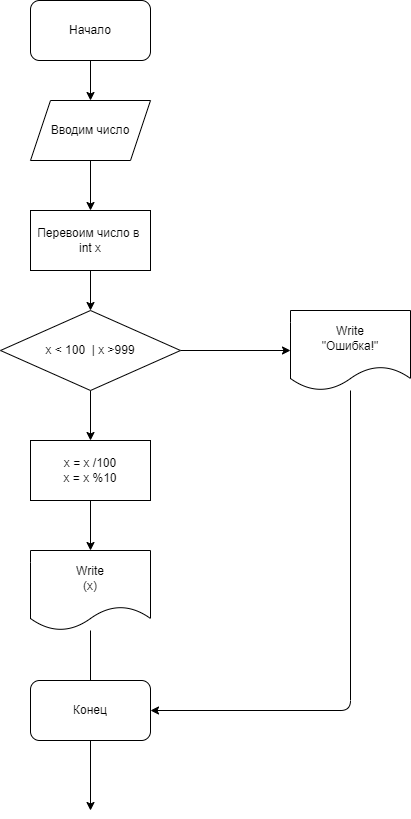 Начало
Вводим число
Перевоим число в
int x
x < 100 | x >999
Write
"Ошибка!"
x = x /100
x = x %10
Write
(x)
Конец